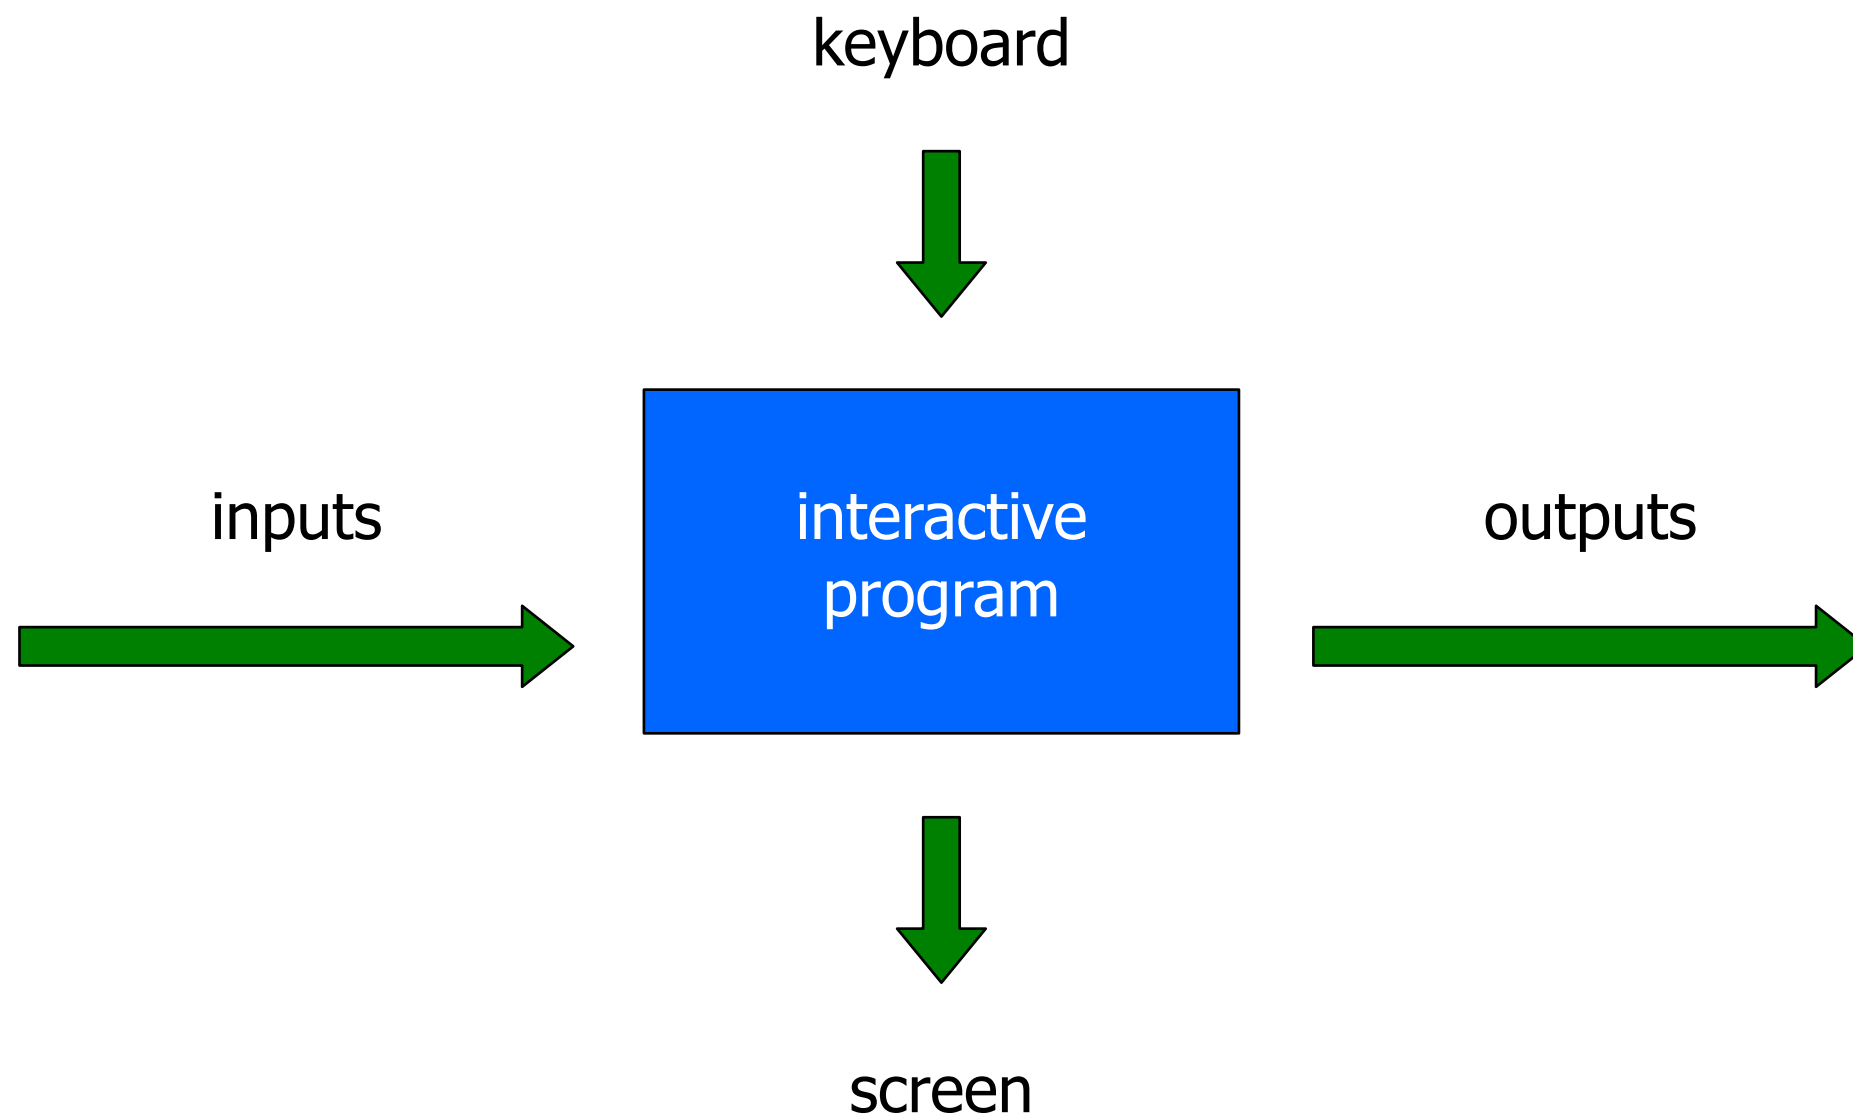 keyboard
inputs
interactive
program
outputs
screen